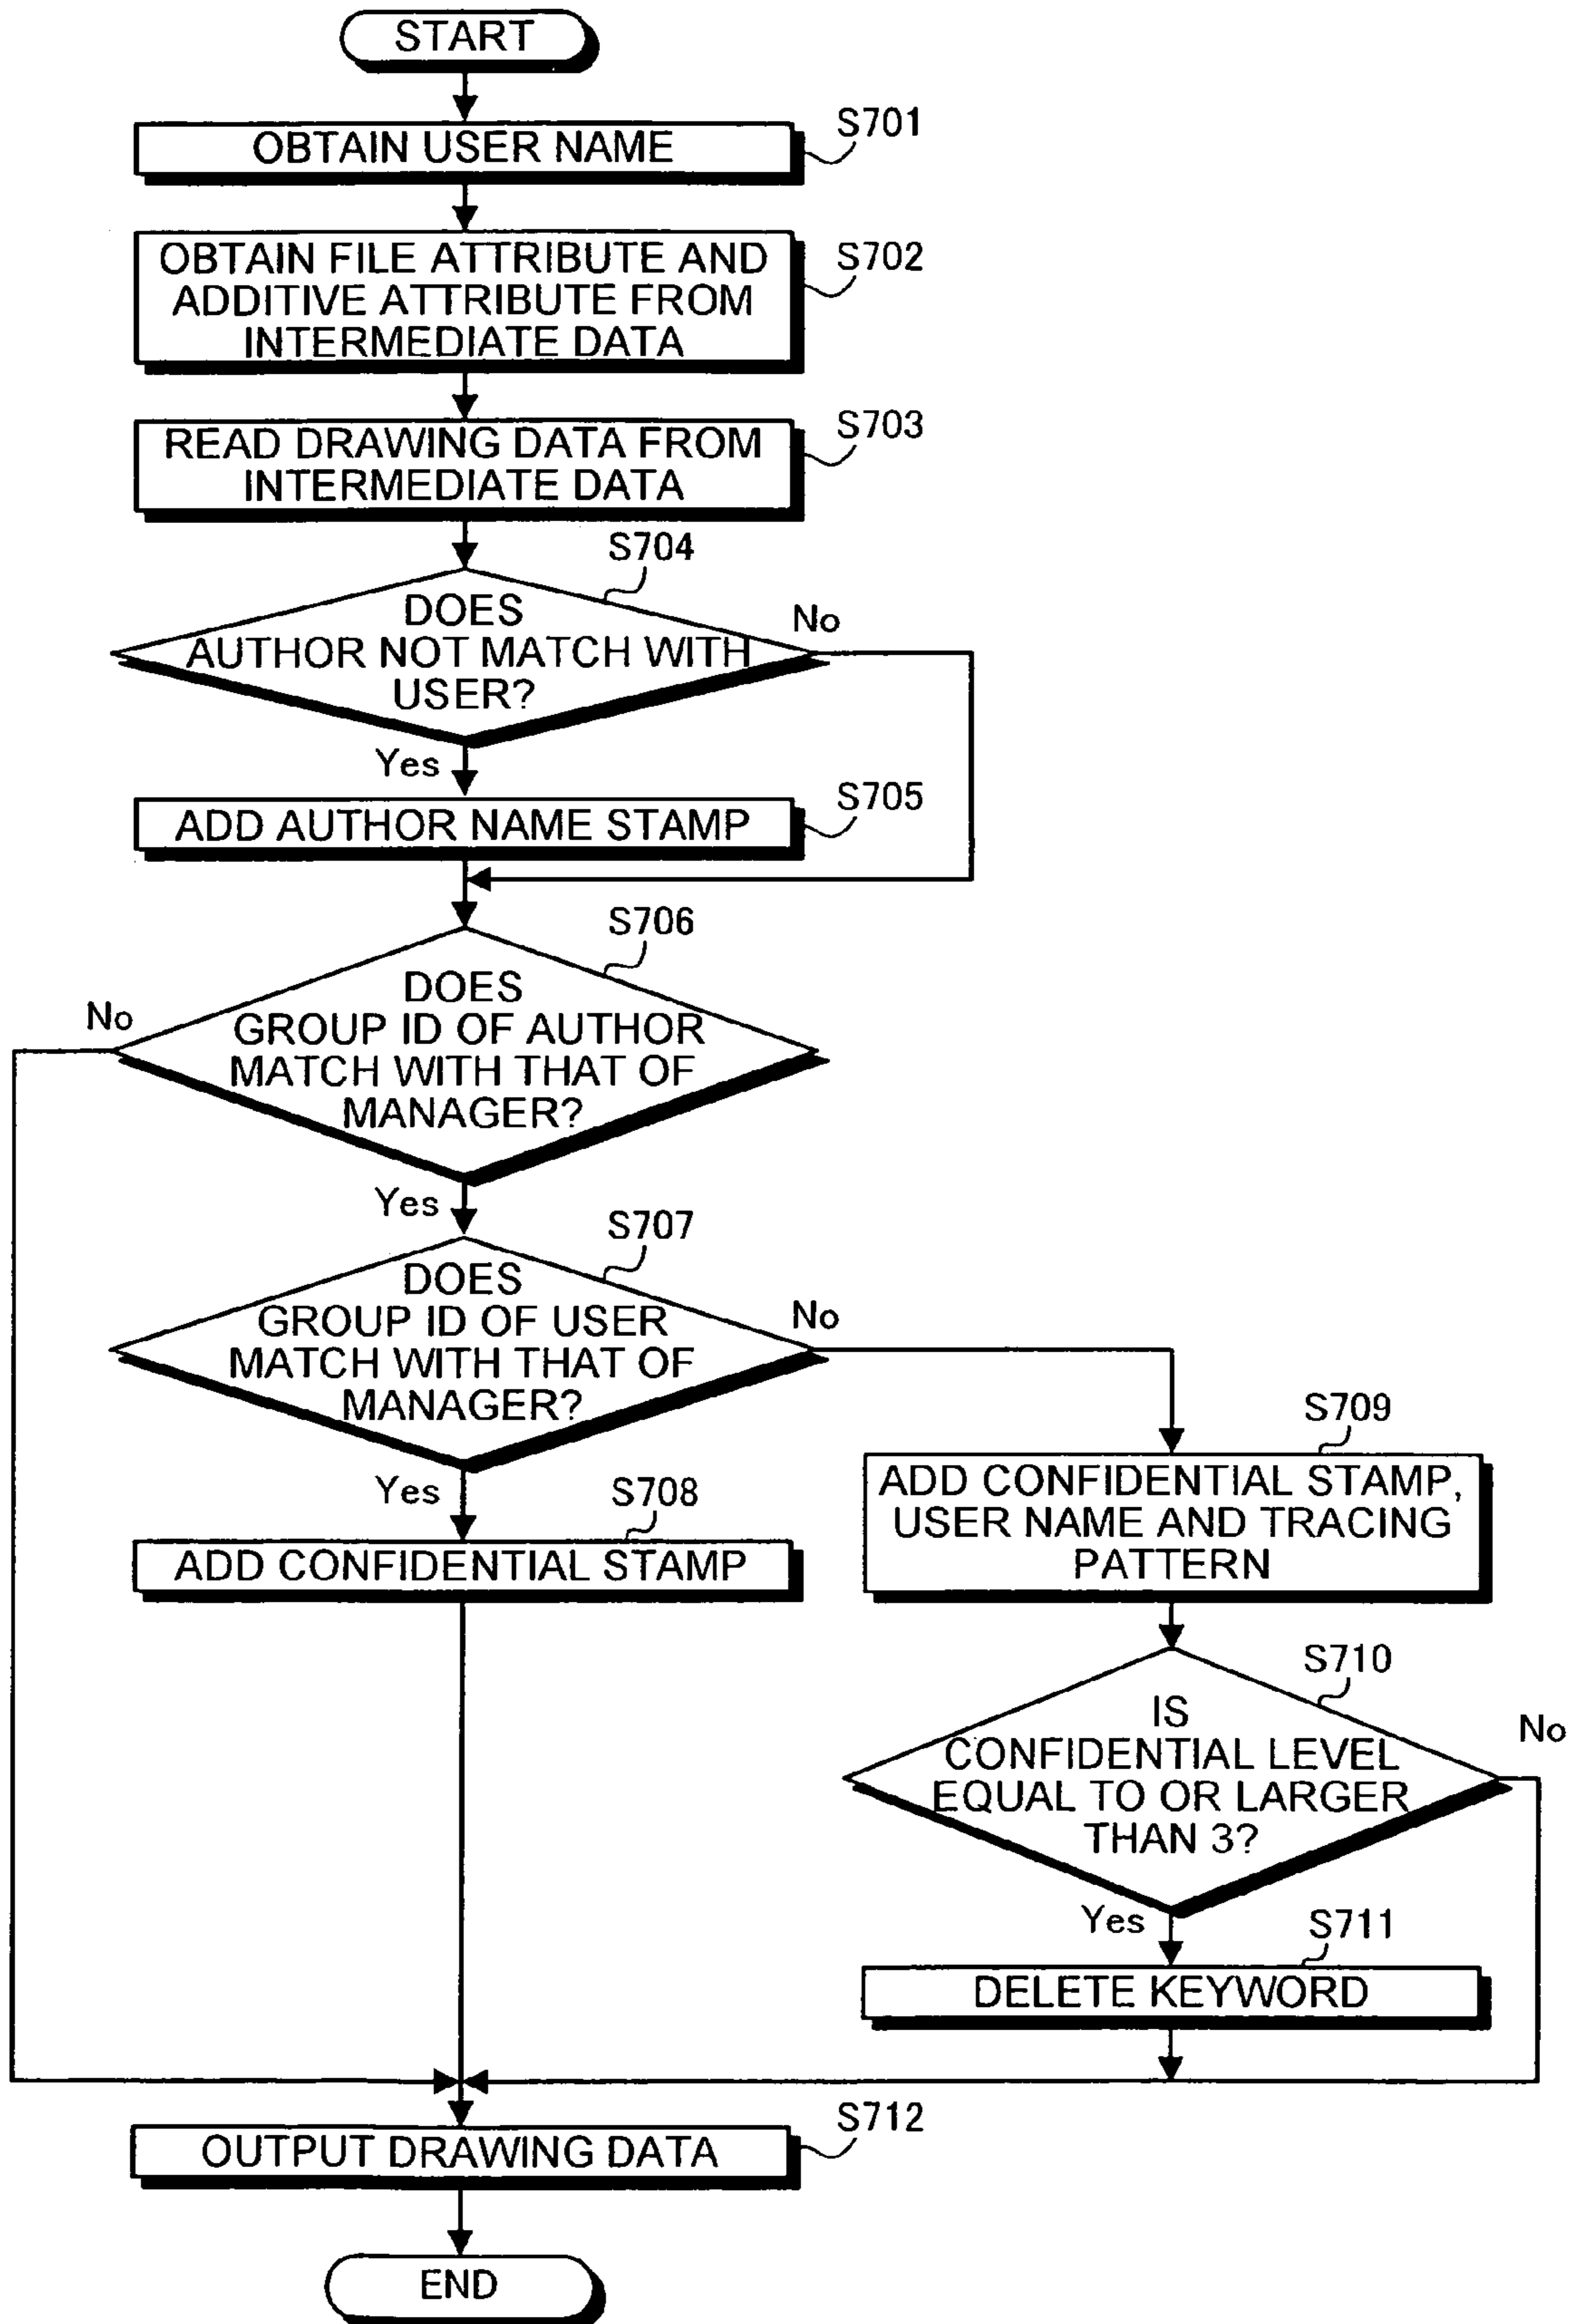 START
S701
OBTAIN USER NAME
S702
OBTAIN FILE ATTRIBUTE AND
ADDITIVE ATTRIBUTE FROM
INTERMEDIATE DATA
S703
READ DRAWING DATA FROM
INTERMEDIATE DATA
S704
DOES
AUTHOR NOT MATCH WITH
USER?
No
Yes
S705
ADD AUTHOR NAME STAMP
S706
DOES
GROUP ID OF AUTHOR
MATCH WITH THAT OF
MANAGER?
No
Yes
S707
DOES
GROUP ID OF USER
MATCH WITH THAT OF
MANAGER?
No
Yes
S708
ADD CONFIDENTIAL STAMP
S709
ADD CONFIDENTIAL STAMP,
USER NAME AND TRACING
PATTERN
S710
IS
CONFIDENTIAL LEVEL
EQUAL TO OR LARGER
THAN 3?
No
Yes
S711
DELETE KEYWORD
S712
OUTPUT DRAWING DATA
END